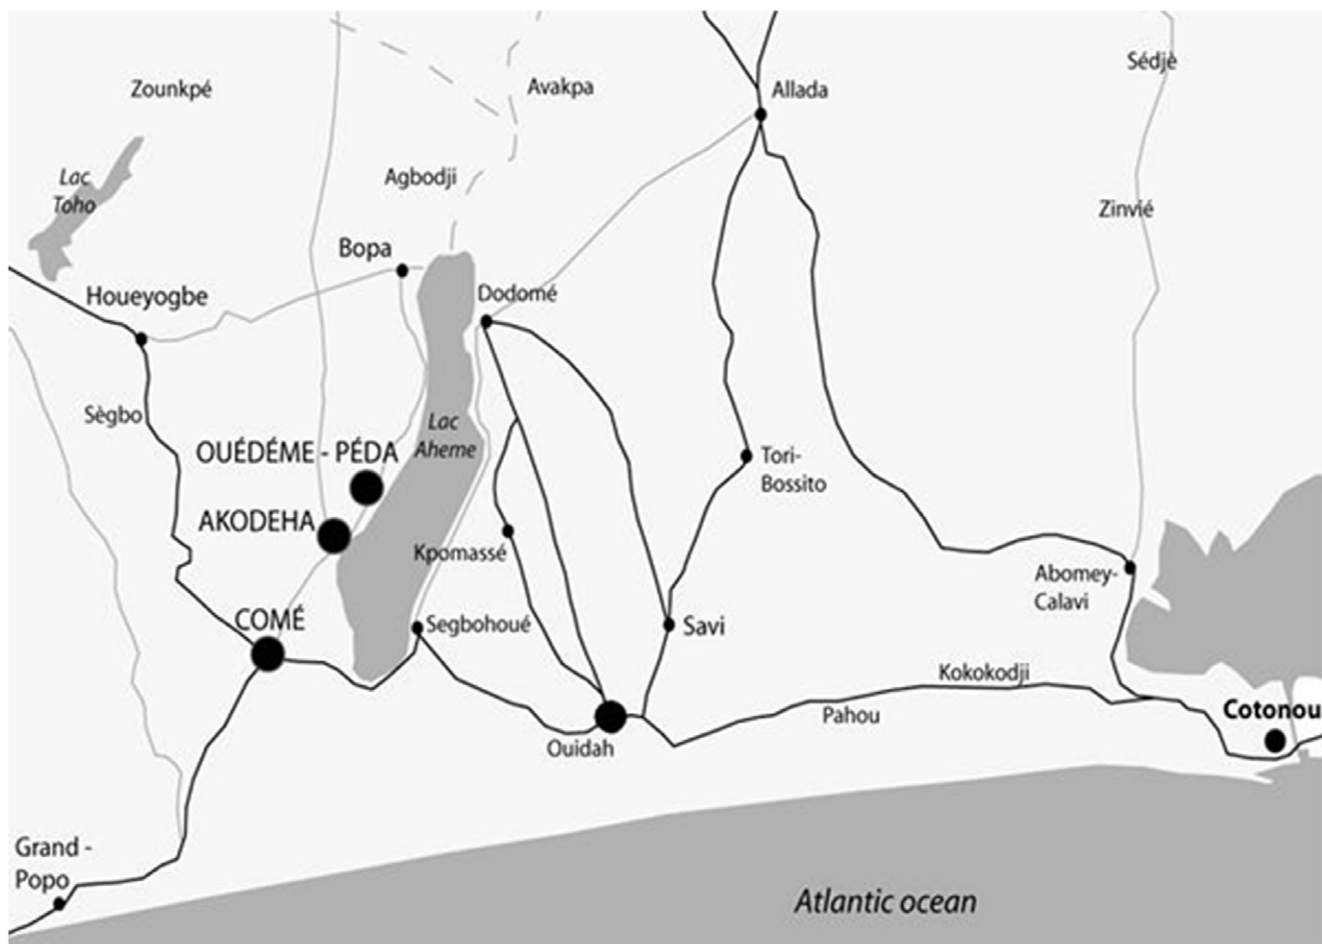 Sédjè
Zounkpé
Avakpa
Allada
Lac
Toho
Agbodji
Zinvié
Bopa
Houeyogbe
Dodomé
Sègbo
Lac
Aheme
OUÉDÉME - PÉDA
Tori-
Bossito
AKODEHA
Kpomassé
Abomey-
Calavi
COMÉ
Segbohoué
Savi
Kokokodji
Pahou
Cotonou
Ouidah
Grand -
Popo
Atlantic ocean